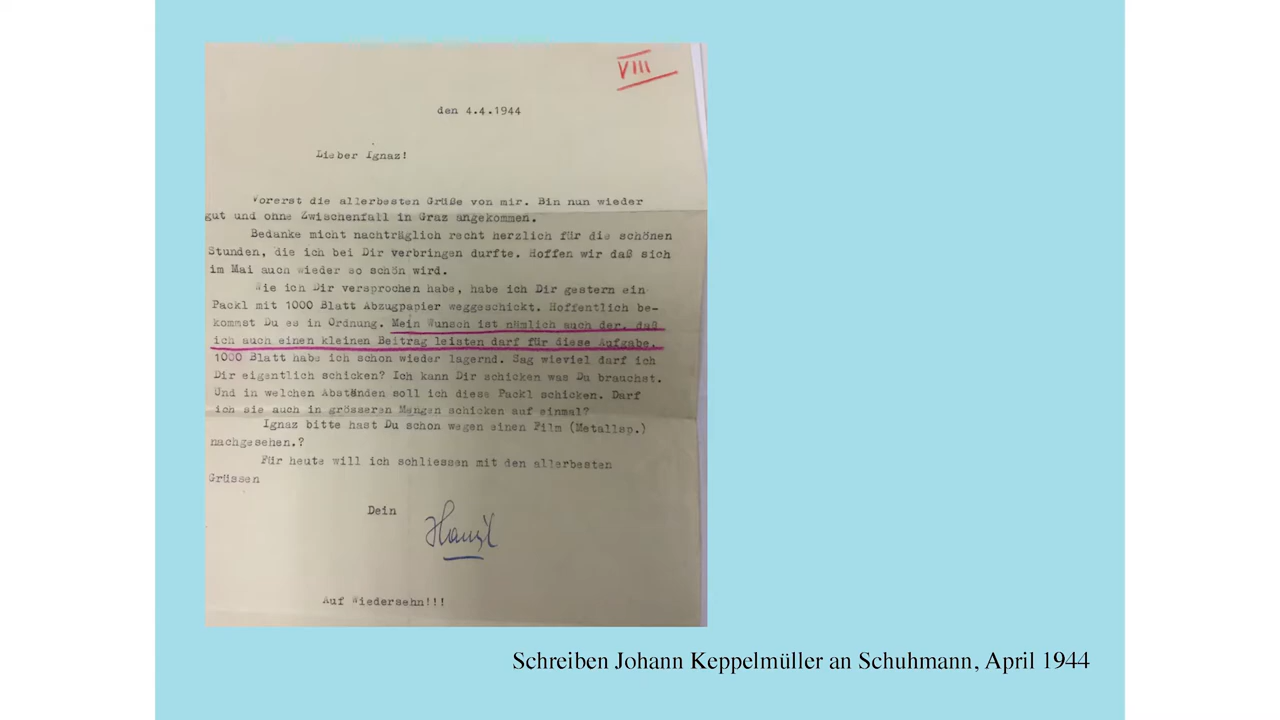 VIII
den 4.4.1944
Lieber Ignaz!
Vorerst die allerbesten Grüße von mir. Bin nun wieder
gut und ohne Zwischenfall in Graz angekommen.
Bedanke micht nachträglich recht herzlich für die schönen
Stunden, die ich bei Dir verbringen durfte. Hoffen wir daß sich
im Mai auch wieder so schön wird.
Wie ich Dir versprochen habe, habe ich Dir gestern ein
Packl mit 1000 Blatt Abzugpapier weggeschickt. Hoffentlich be-
kommst Du es in Ordnung. Mein Wunsch ist nämlich auch der, daß
ich auch einen kleinen Beitrag leisten darf für diese Aufgabe.
1000 Blatt habe ich schon wieder lagernd. Sag wieviel darf ich
Dir eigentlich schicken? Ich kann Dir schicken was Du brauchst.
Und in welchen Abständen soll ich diese Packl schicken. Darf
ich sie auch in grösseren Mengen schicken auf einmal?
Ignaz bitte hast Du schon wegen einen Film (Metallsp.)
nachgesehen.?
Für heute will ich schliessen mit den allerbesten
Grüssen
Dein
Hansl
Auf Wiedersehn!!!
Schreiben Johann Keppelmüller an Schuhmann, April 1944